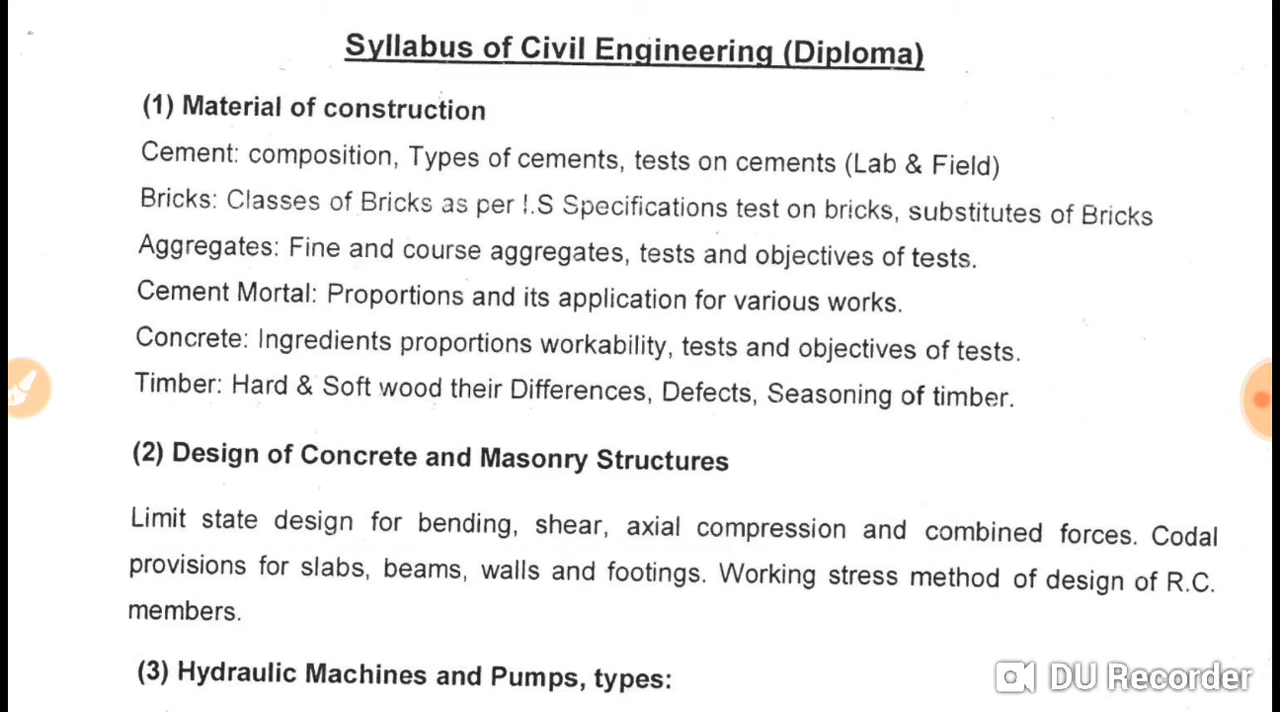 Syllabus of Civil Engineering (Diploma)
(1) Material of construction
Cement: composition, Types of cements, tests on cements (Lab & Field)
Bricks: Classes of Bricks as per I.S Specifications test on bricks, substitutes of Bricks
Aggregates: Fine and course aggregates, tests and objectives of tests.
Cement Mortal: Proportions and its application for various works.
Concrete: Ingredients proportions workability, tests and objectives of tests.
Timber: Hard & Soft wood their Differences, Defects, Seasoning of timber.
(2) Design of Concrete and Masonry Structures
Limit state design for bending, shear, axial compression and combined forces. Codal
provisions for slabs, beams, walls and footings. Working stress method of design of R.C.
members.
(3) Hydraulic Machines and Pumps, types:
DU Recorder